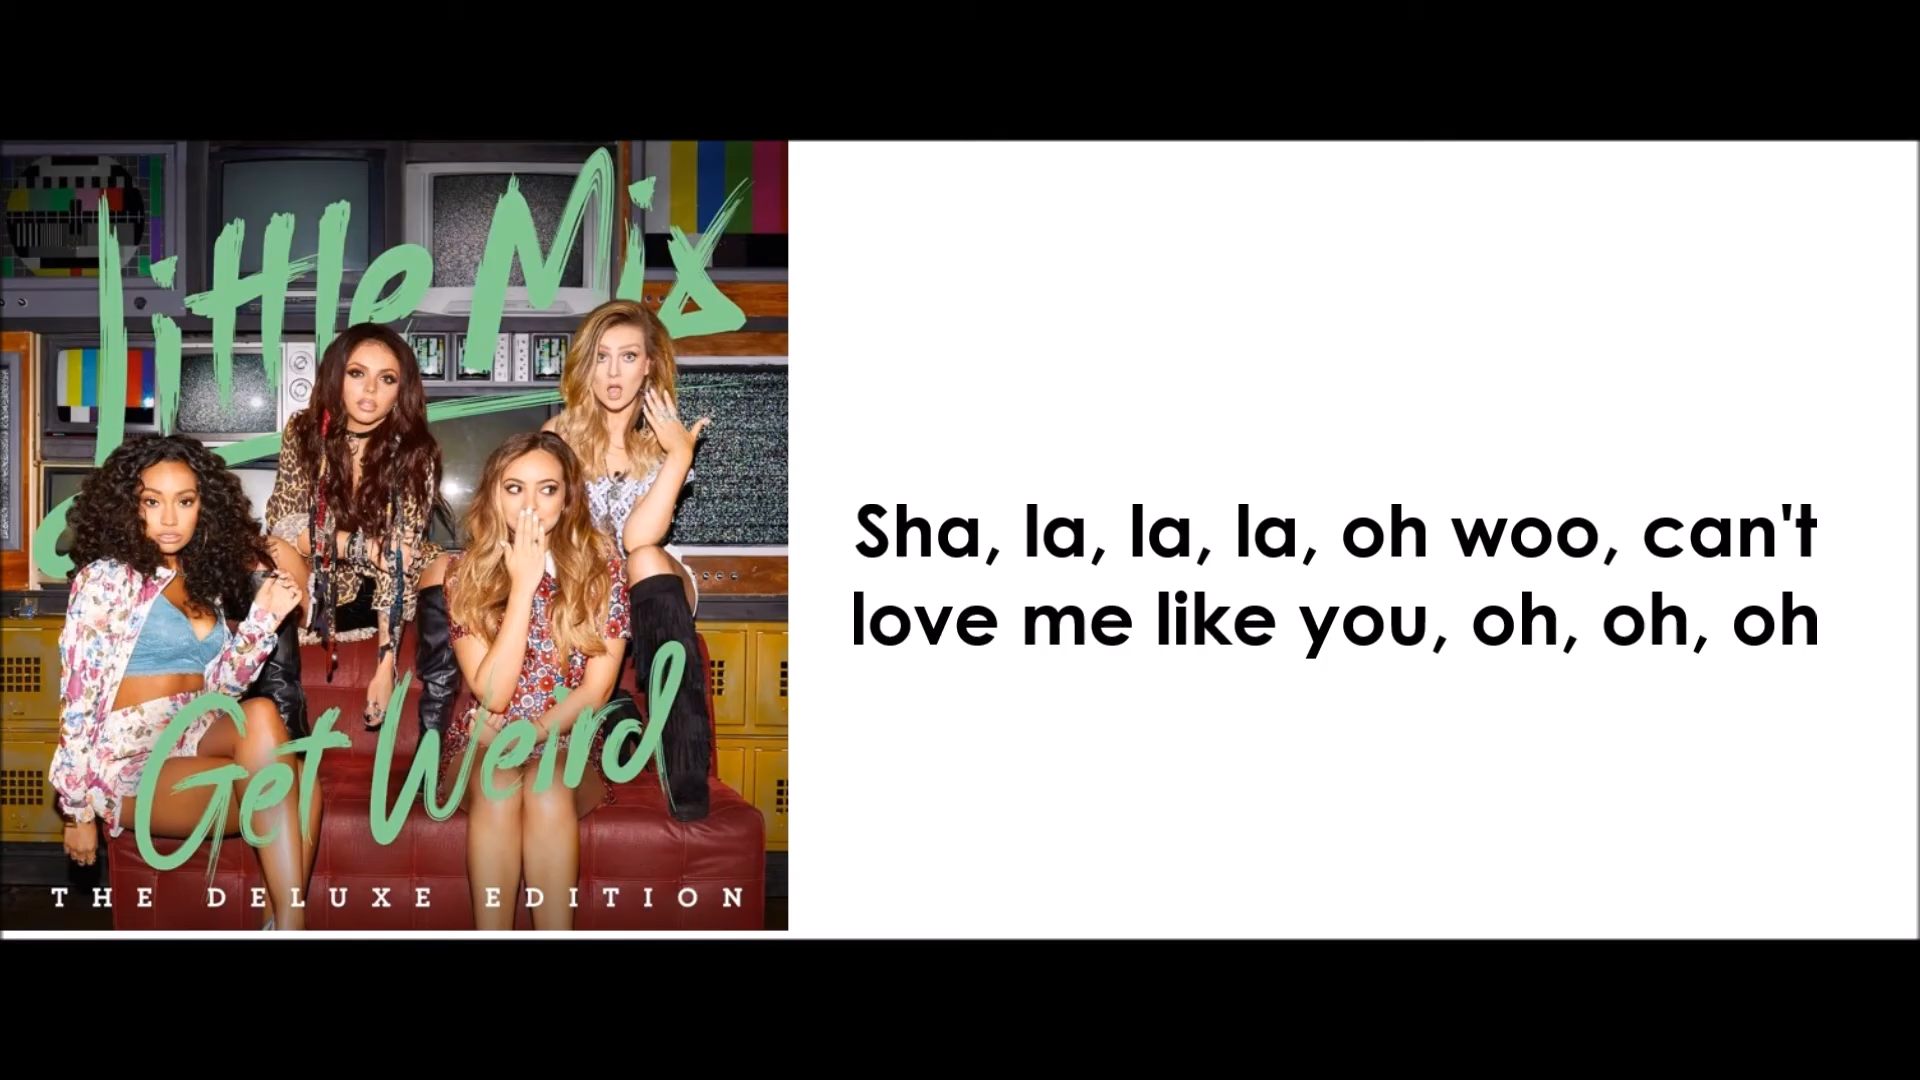 Little Mix
Get Weird
THE DELUXE EDITION
Sha, la, la, la, oh woo, can't
love me like you, oh, oh, oh